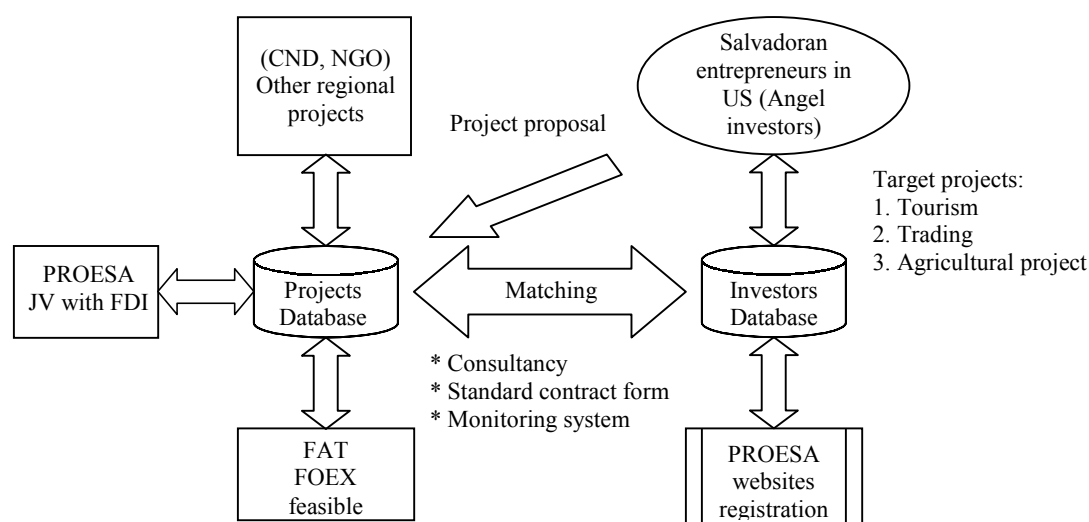 (CND, NGO)
Other regional
projects
Salvadoran
entrepreneurs in
US (Angel
investors)
Project proposal
Target projects:
1. Tourism
2. Trading
3. Agricultural project
PROESA
JV with FDI
Projects
Database
Matching
Investors
Database
* Consultancy
* Standard contract form
* Monitoring system
FAT
FOEX
feasible
PROESA
websites
registration